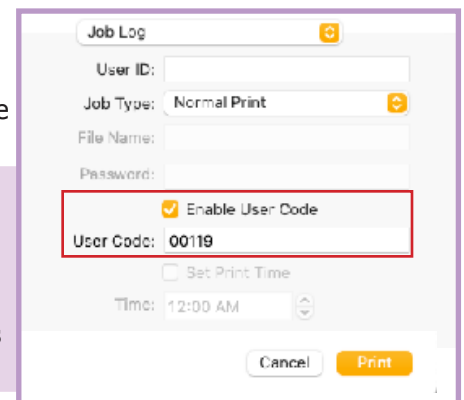 Job Log
User ID:
e
Job Type: Normal Print
File Name:
Password:
Enable User Code
User Code: 00119
Set Print Time
Time: 12:00 AM
s
Cancel Print